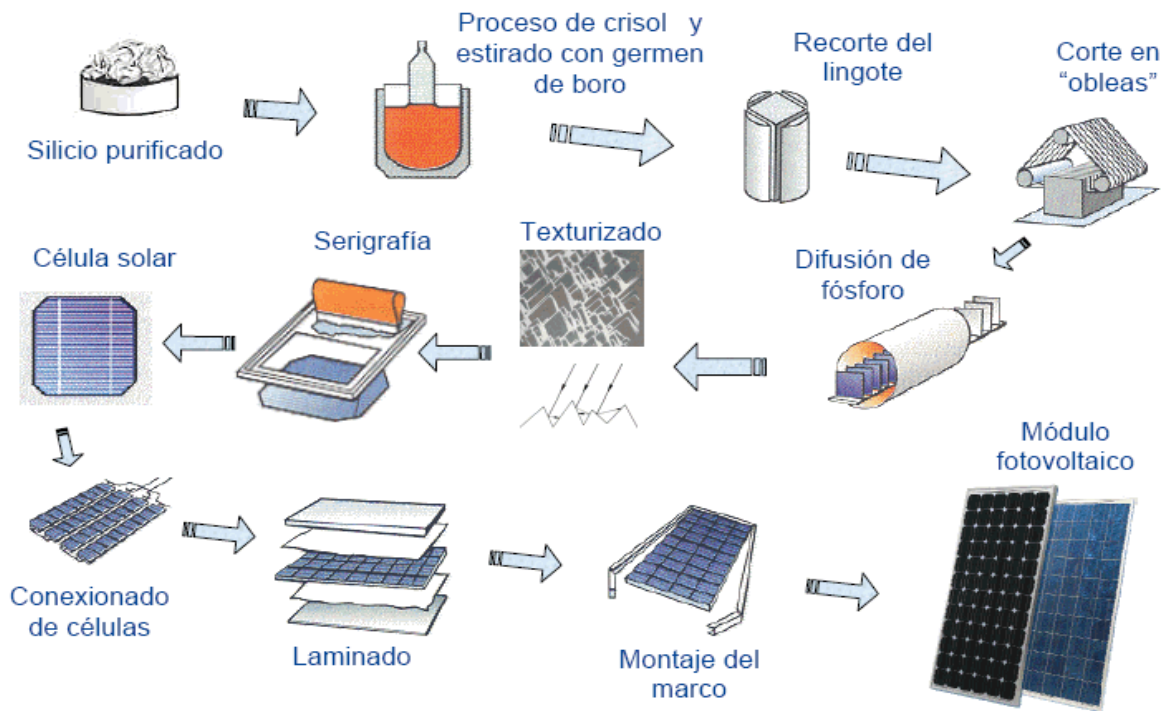 Silicio purificado
Proceso de crisol y
estirado con germen
de boro
Recorte del
lingote
Corte en
“obleas”
Difusión de
fósforo
Texturizado
Serigrafía
Célula solar
Conexionado
de células
Laminado
Montaje del
marco
Módulo
fotovoltaico